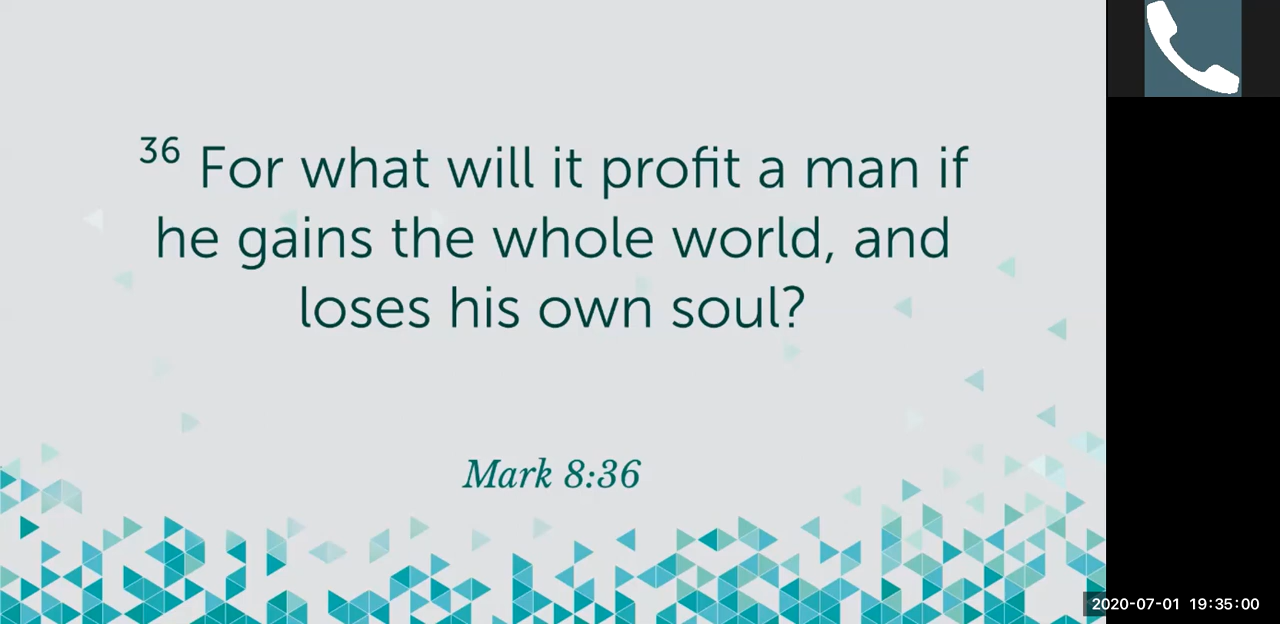 36 For what will it profit a man if
he gains the whole world, and
loses his own soul?
Mark 8:36
2020-07-01 19:35:00